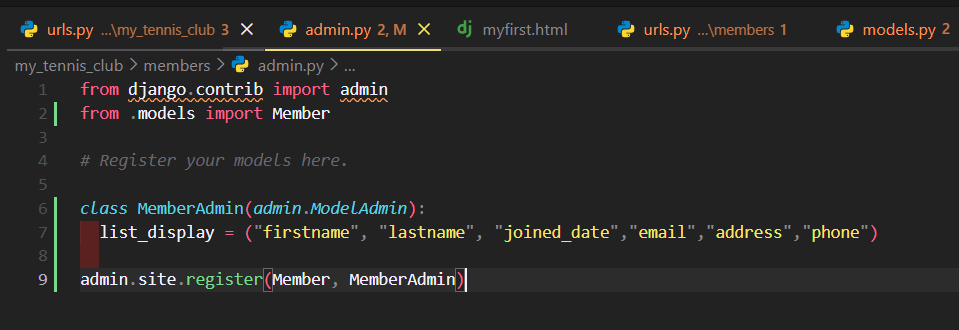 urls.py ...\my_tennis_club 3 admin.py 2, M myfirst.html urls.py ...\members 1 models.py 2
my_tennis_club > members > admin.py > ...
1 from django.contrib import admin
2 from .models import Member
3
4 # Register your models here.
5
6 class MemberAdmin(admin.ModelAdmin):
7   list_display = ("firstname", "lastname", "joined_date","email","address","phone")
8
9 admin.site.register(Member, MemberAdmin)